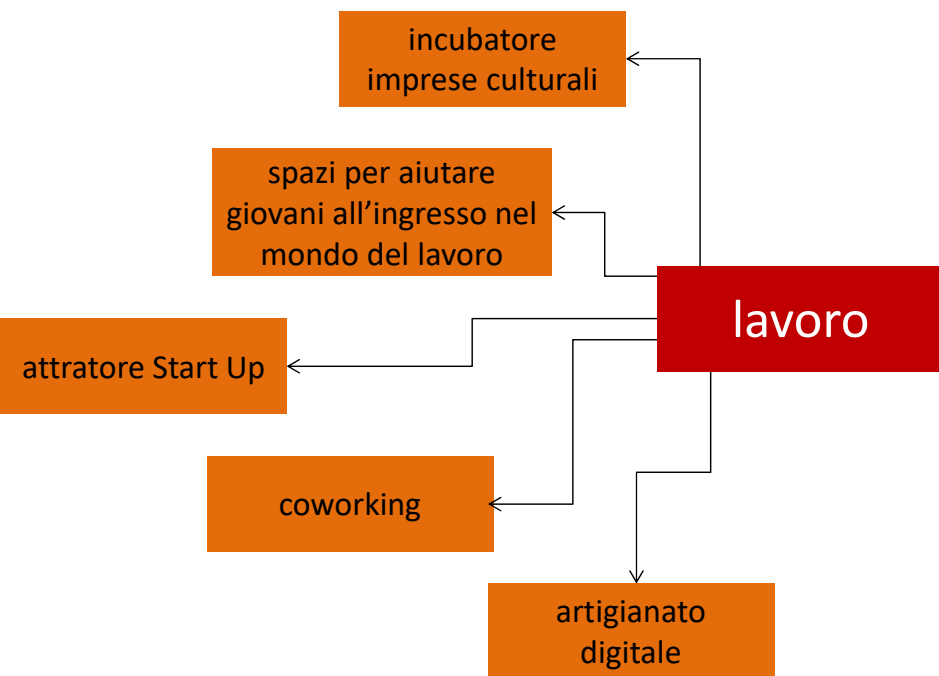 incubatore
imprese culturali
spazi per aiutare
giovani all’ingresso nel
mondo del lavoro
lavoro
attratore Start Up
coworking
artigianato
digitale